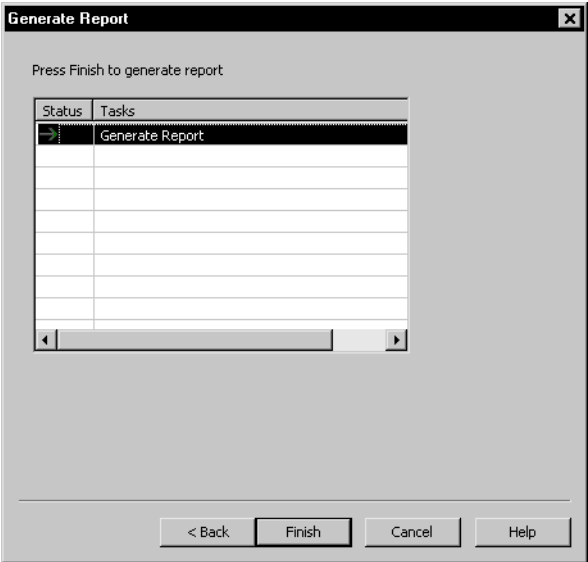 Generate Report
Press Finish to generate report
Status Tasks
Generate Report
< Back Finish Cancel Help